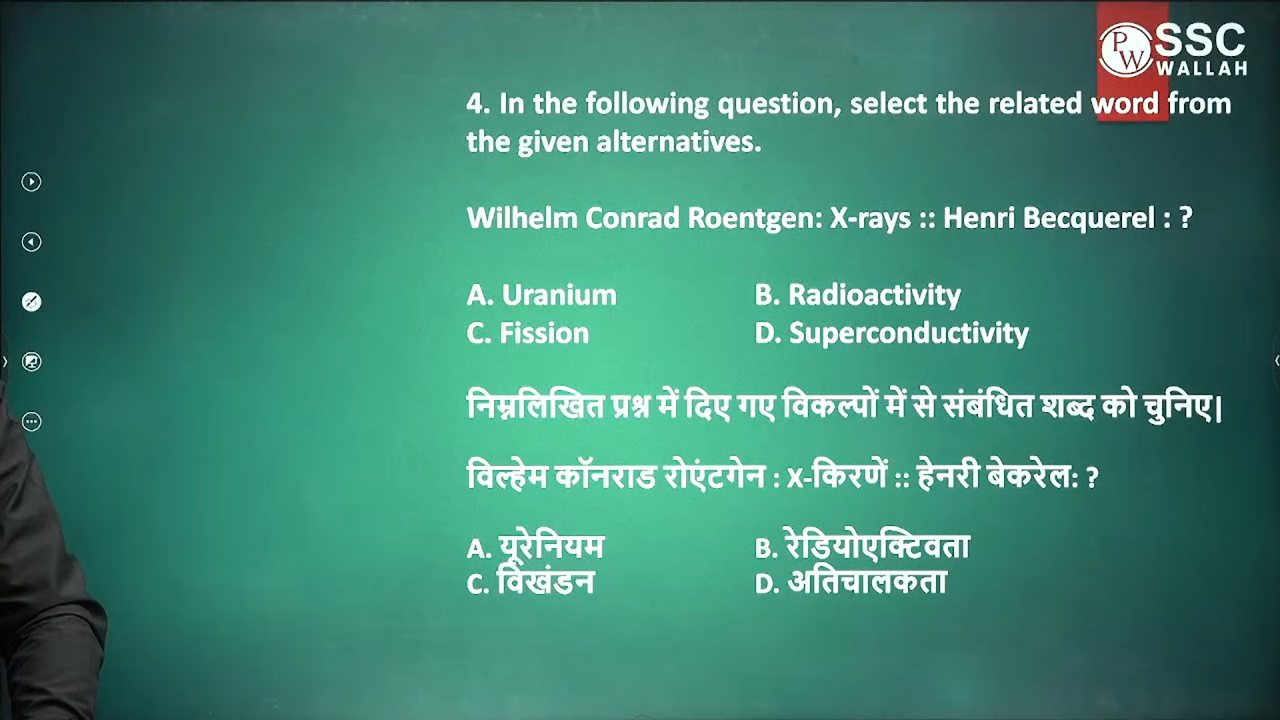 PW
SSC
WALLAH
4. In the following question, select the related word from
the given alternatives.
Wilhelm Conrad Roentgen: X-rays :: Henri Becquerel : ?
A. Uranium B. Radioactivity
C. Fission D. Superconductivity
निम्नलिखित प्रश्न में दिए गए विकल्पों में से संबंधित शब्द को चुनिए।
विल्हेम कॉनराड रोएंटगेन : X-किरणें :: हेनरी बेकरेल: ?
A. यूरेनियम B. रेडियोएक्टिवता
C. विखंडन D. अतिचालकता